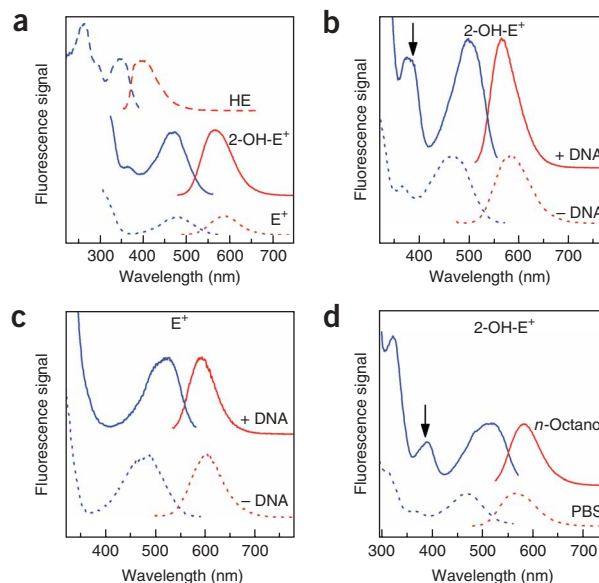 a
Fluorescence signal
HE
2-OH-E+
E+
300 400 500 600 700
Wavelength (nm)
b
2-OH-E+
Fluorescence signal
+ DNA
– DNA
400 500 600 700
Wavelength (nm)
c
E+
Fluorescence signal
+ DNA
– DNA
400 500 600 700
Wavelength (nm)
d
2-OH-E+
Fluorescence signal
n-Octano
PBS
300 400 500 600 700
Wavelength (nm)